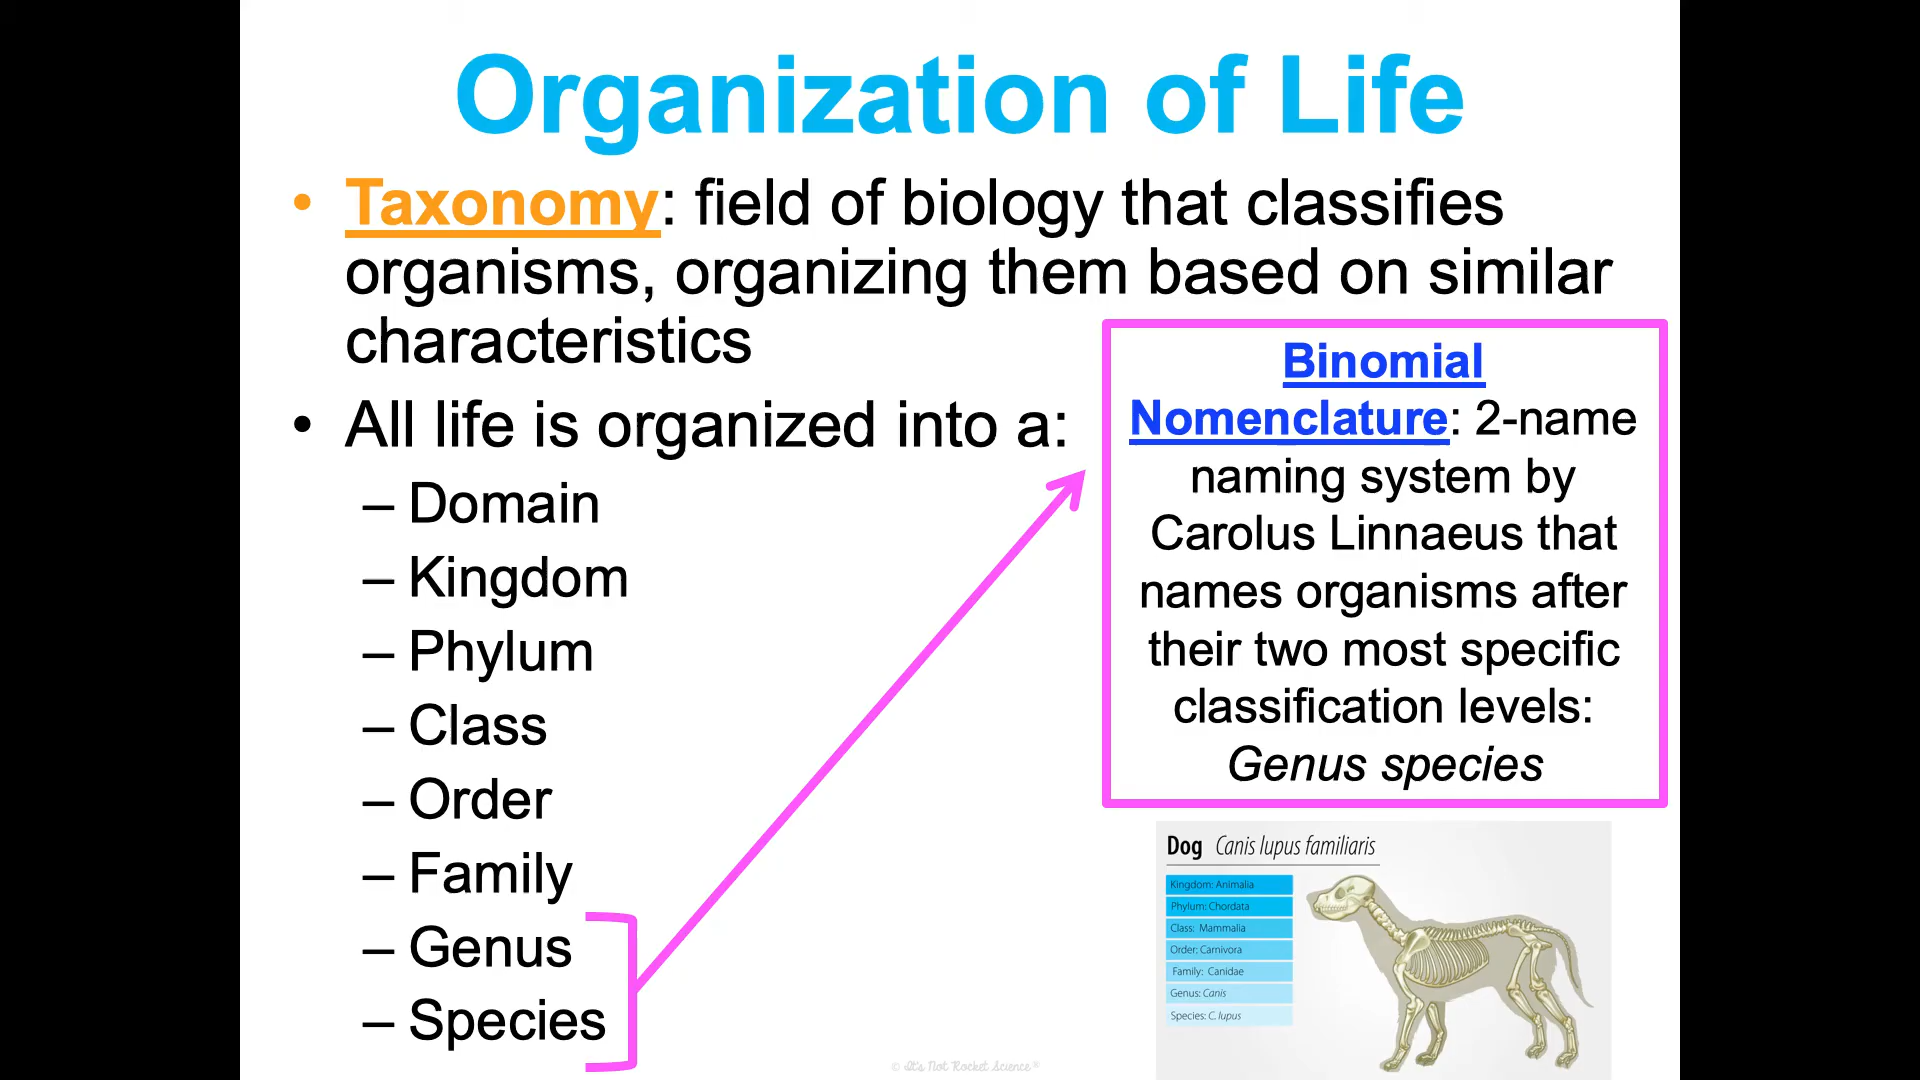 Organization of Life
• Taxonomy: field of biology that classifies
organisms, organizing them based on similar
characteristics
• All life is organized into a:
– Domain
– Kingdom
– Phylum
– Class
– Order
– Family
– Genus
– Species
Binomial
Nomenclature: 2-name
naming system by
Carolus Linnaeus that
names organisms after
their two most specific
classification levels:
Genus species
Dog Canis lupus familiaris
Kingdom: Animalia
Phylum: Chordata
Class: Mammalia
Order: Carnivora
Family: Canidae
Genus: Canis
Species: C. lupus
© It's Not Rocket Science®